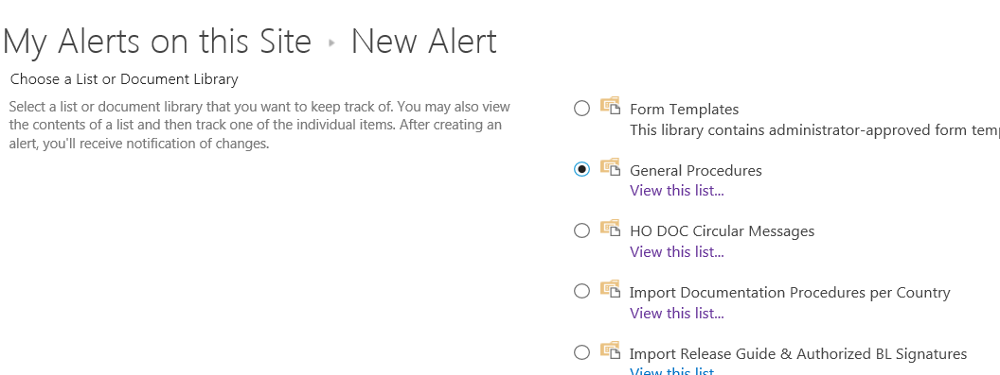 My Alerts on this Site ▸ New Alert
Choose a List or Document Library
Select a list or document library that you want to keep track of. You may also view
the contents of a list and then track one of the individual items. After creating an
alert, you'll receive notification of changes.
Form Templates
This library contains administrator-approved form
General Procedures
View this list...
HO DOC Circular Messages
View this list...
Import Documentation Procedures per Country
View this list...
Import Release Guide & Authorized BL Signatures
View this list